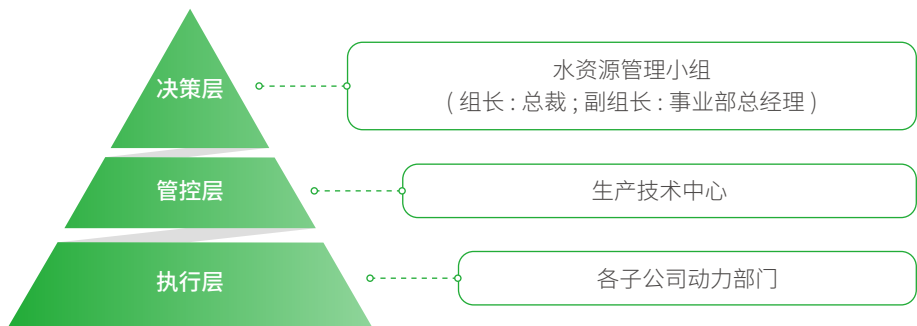 决策层
水资源管理小组
( 组长 : 总裁 ; 副组长 : 事业部总经理 )
管控层
生产技术中心
执行层
各子公司动力部门